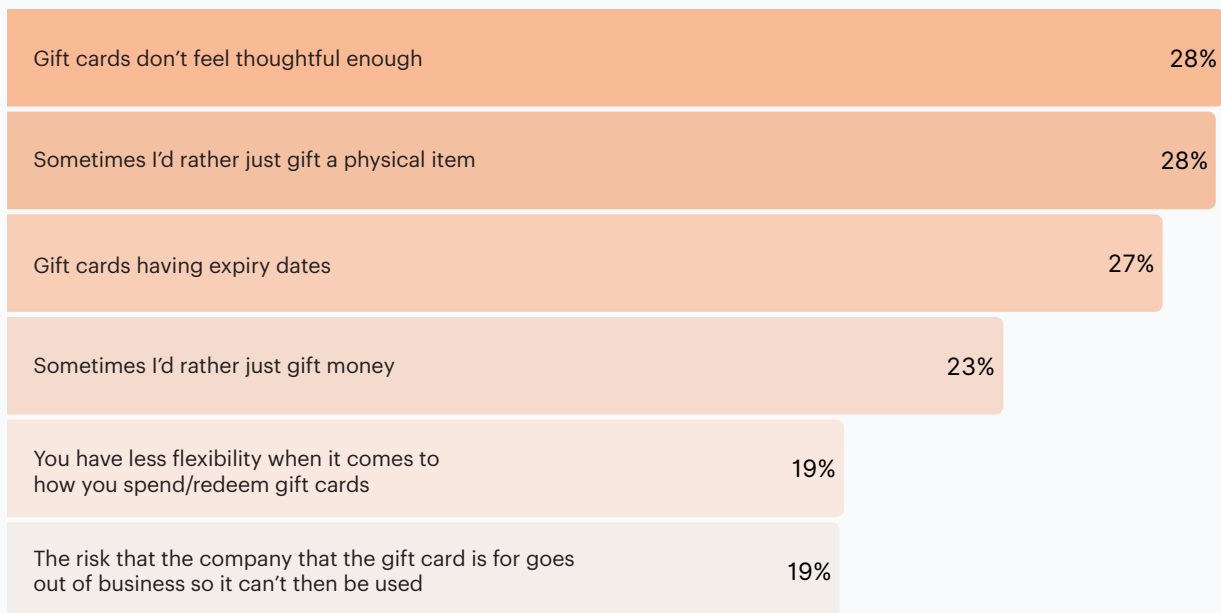 Gift cards don’t feel thoughtful enough 28%
Sometimes I’d rather just gift a physical item 28%
Gift cards having expiry dates 27%
Sometimes I’d rather just gift money 23%
You have less flexibility when it comes to
how you spend/redeem gift cards 19%
The risk that the company that the gift card is for goes
out of business so it can’t then be used 19%